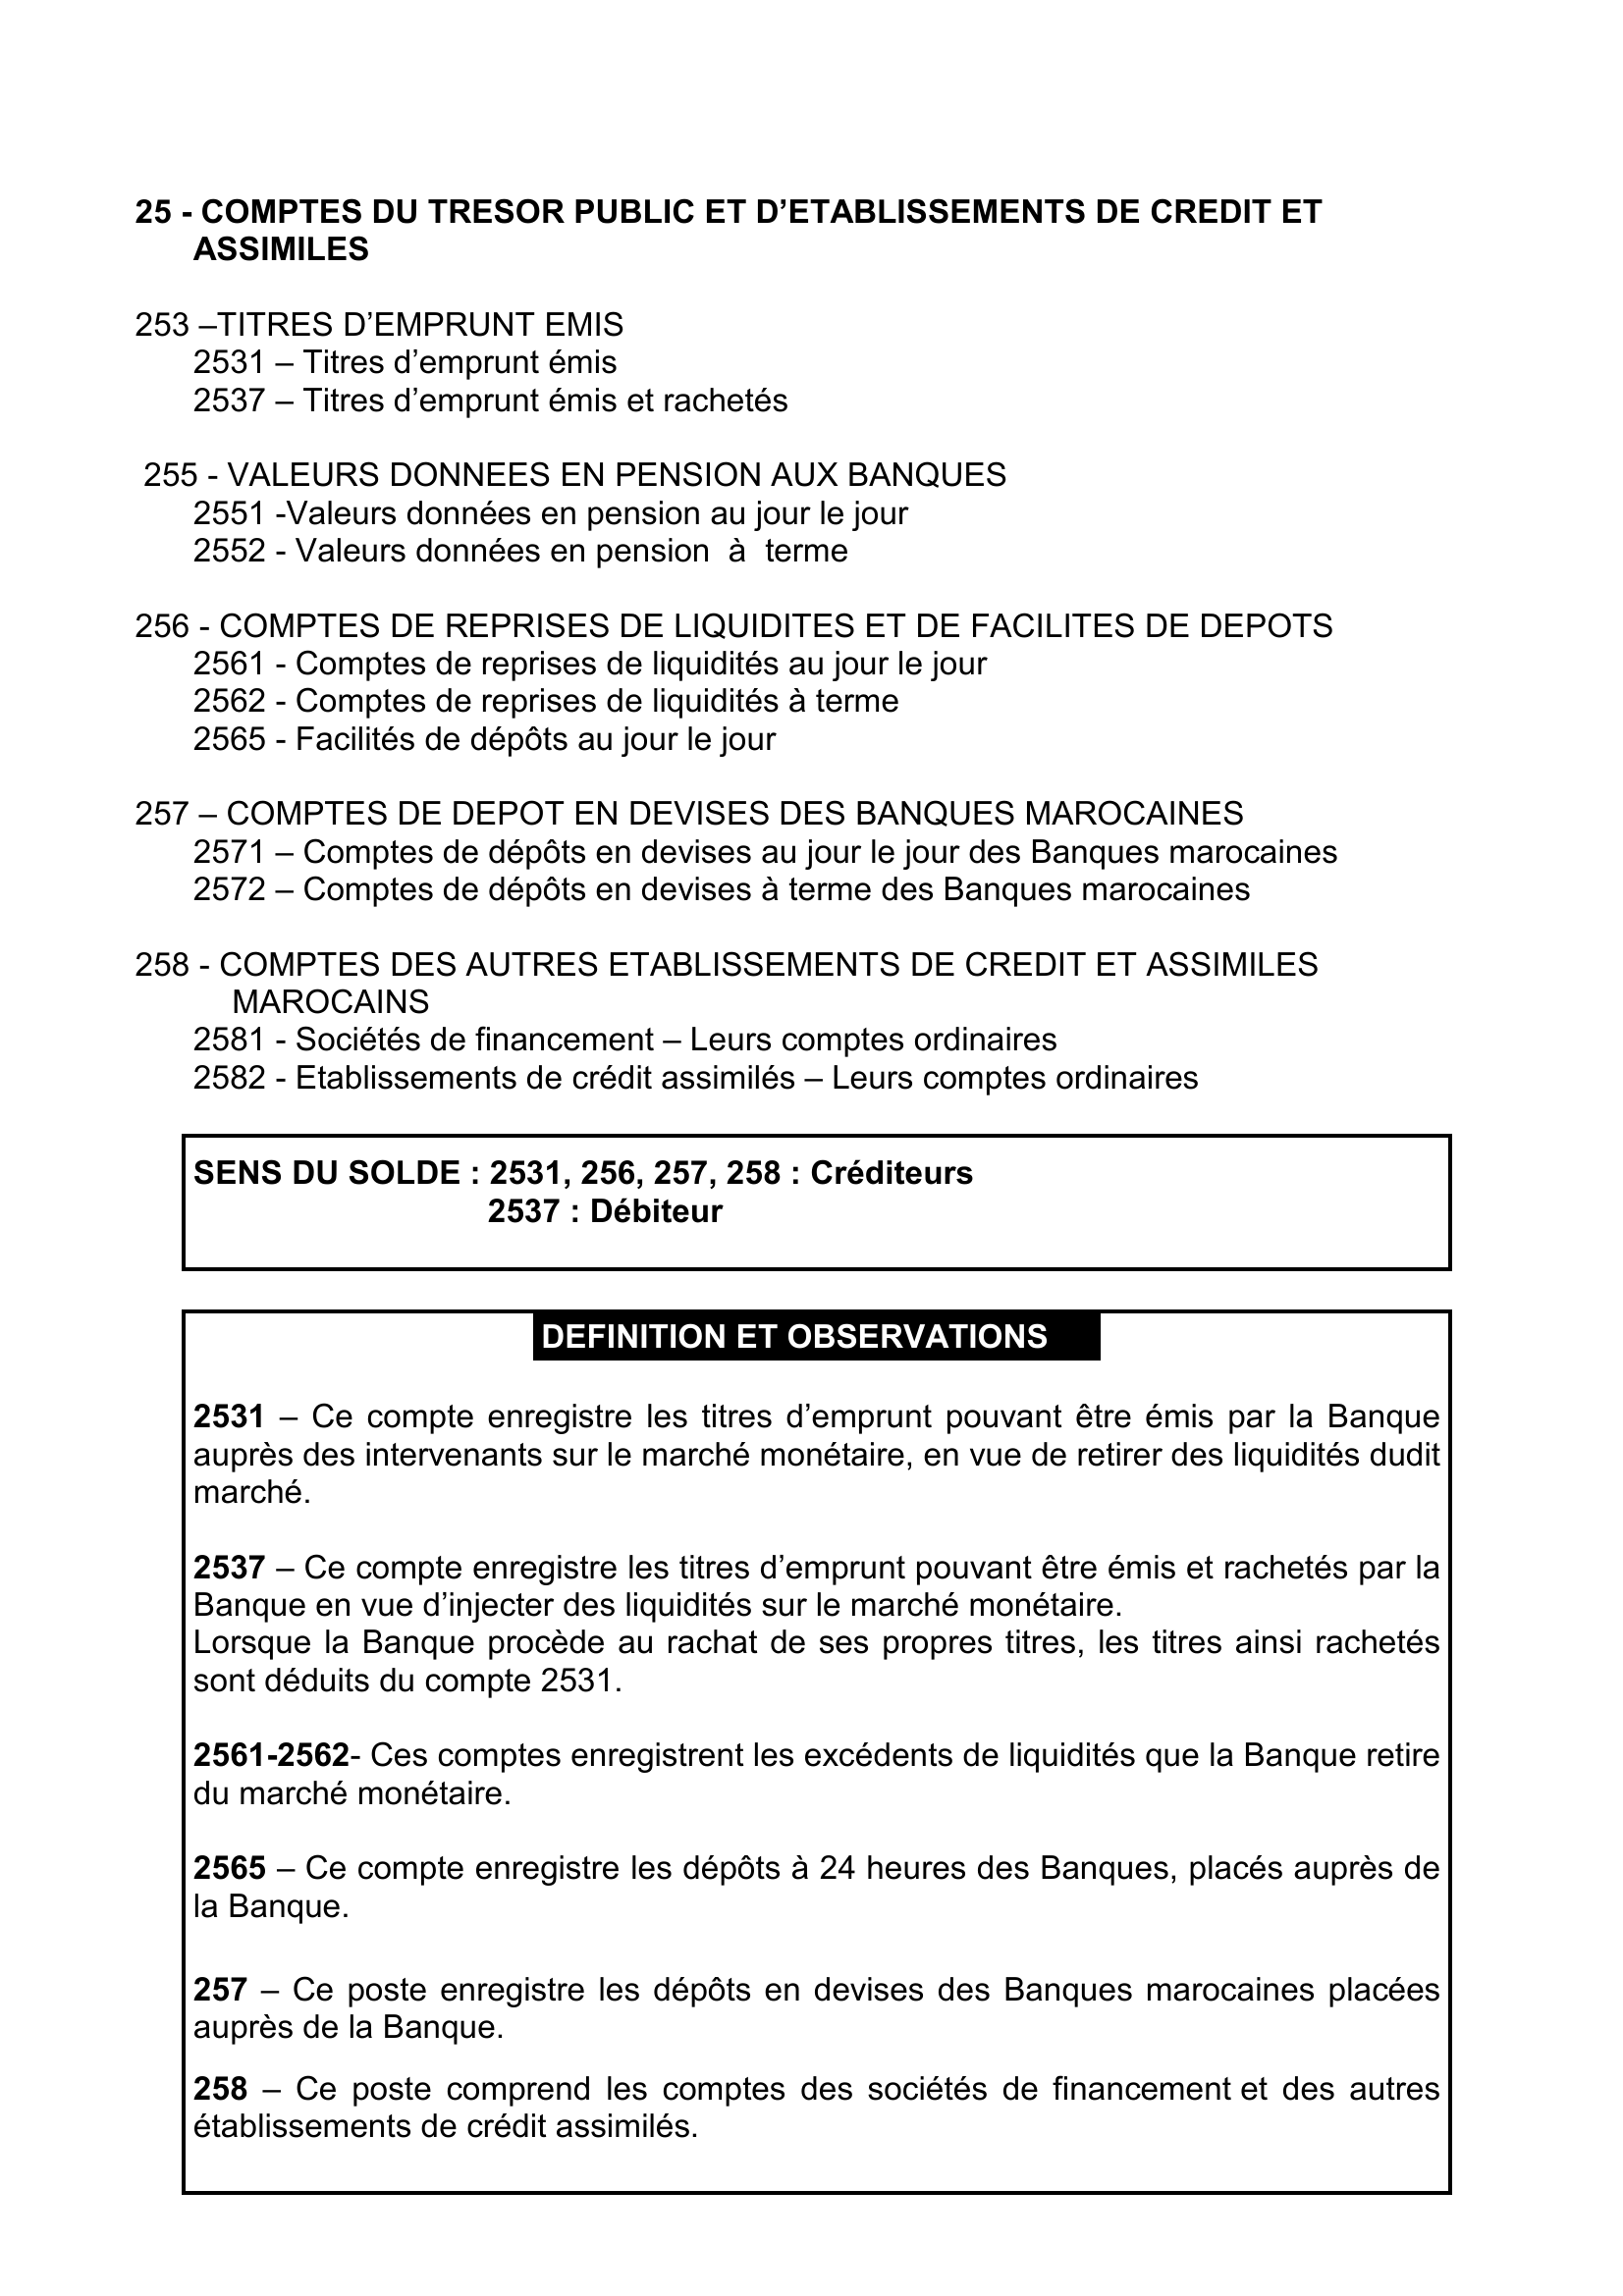 25 - COMPTES DU TRESOR PUBLIC ET D’ETABLISSEMENTS DE CREDIT ET
ASSIMILES
253 –TITRES D’EMPRUNT EMIS
2531 – Titres d’emprunt émis
2537 – Titres d’emprunt émis et rachetés
255 - VALEURS DONNEES EN PENSION AUX BANQUES
2551 -Valeurs données en pension au jour le jour
2552 - Valeurs données en pension à terme
256 - COMPTES DE REPRISES DE LIQUIDITES ET DE FACILITES DE DEPOTS
2561 - Comptes de reprises de liquidités au jour le jour
2562 - Comptes de reprises de liquidités à terme
2565 - Facilités de dépôts au jour le jour
257 – COMPTES DE DEPOT EN DEVISES DES BANQUES MAROCAINES
2571 – Comptes de dépôts en devises au jour le jour des Banques marocaines
2572 – Comptes de dépôts en devises à terme des Banques marocaines
258 - COMPTES DES AUTRES ETABLISSEMENTS DE CREDIT ET ASSIMILES
MAROCAINS
2581 - Sociétés de financement – Leurs comptes ordinaires
2582 - Etablissements de crédit assimilés – Leurs comptes ordinaires
SENS DU SOLDE : 2531, 256, 257, 258 : Créditeurs
2537 : Débiteur
DEFINITION ET OBSERVATIONS
2531 – Ce compte enregistre les titres d’emprunt pouvant être émis par la Banque
auprès des intervenants sur le marché monétaire, en vue de retirer des liquidités dudit
marché.
2537 – Ce compte enregistre les titres d’emprunt pouvant être émis et rachetés par la
Banque en vue d’injecter des liquidités sur le marché monétaire.
Lorsque la Banque procède au rachat de ses propres titres, les titres ainsi rachetés
sont déduits du compte 2531.
2561-2562- Ces comptes enregistrent les excédents de liquidités que la Banque retire
du marché monétaire.
2565 – Ce compte enregistre les dépôts à 24 heures des Banques, placés auprès de
la Banque.
257 – Ce poste enregistre les dépôts en devises des Banques marocaines placées
auprès de la Banque.
258 – Ce poste comprend les comptes des sociétés de financement et des autres
établissements de crédit assimilés.